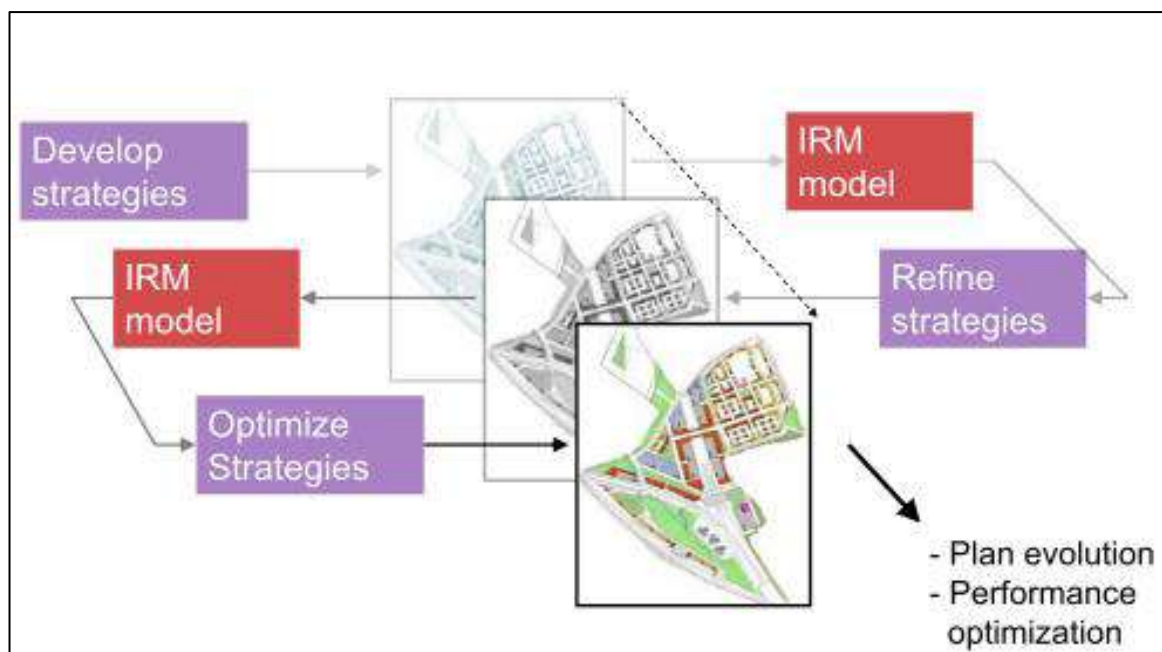 Develop
strategies
IRM
model
IRM
model
Refine
strategies
Optimize
Strategies
- Plan evolution
- Performance
optimization